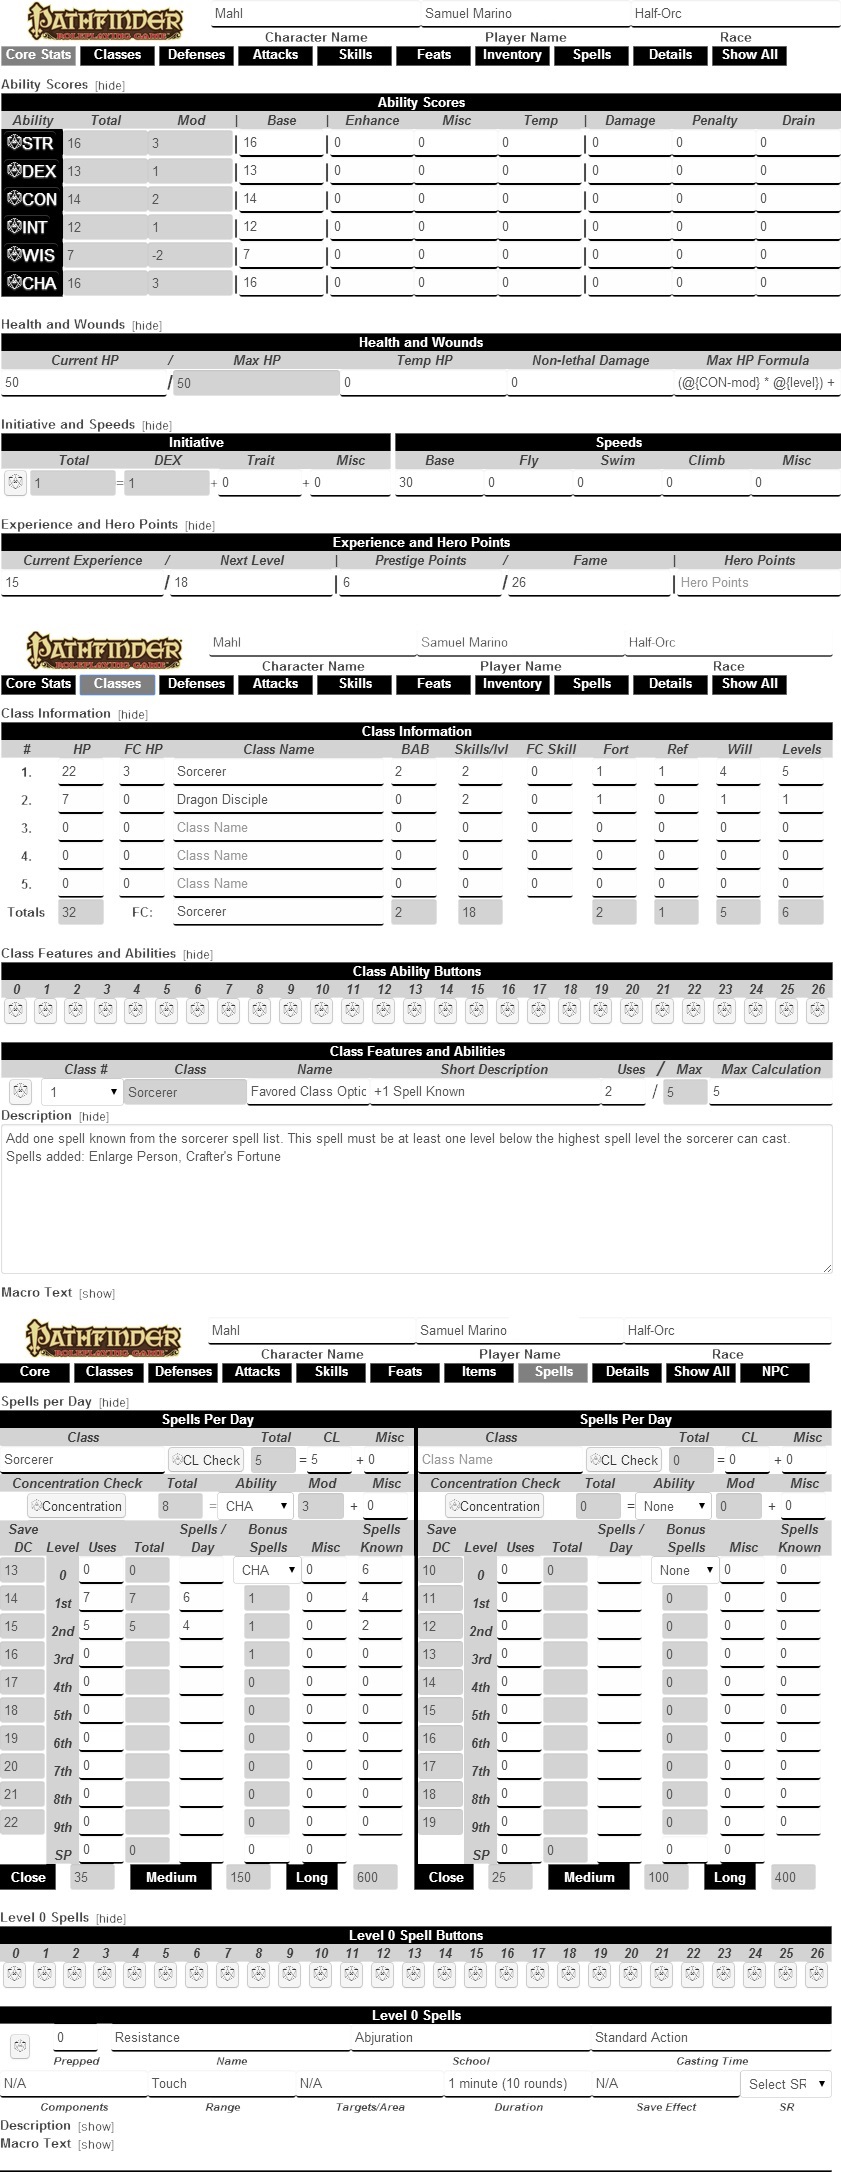 PATHFINDER
ROLEPLAYING GAME
Mahl Samuel Marino Half-Orc
Character Name Player Name Race
Core Stats Classes Defenses Attacks Skills Feats Inventory Spells Details Show All
Ability Scores [hide]
Ability Scores
Ability Total Mod | Base | Enhance Misc Temp | Damage Penalty Drain
STR 16 3 | 16 | 0 0 0 | 0 0 0
DEX 13 1 | 13 | 0 0 0 | 0 0 0
CON 14 2 | 14 | 0 0 0 | 0 0 0
INT 12 1 | 12 | 0 0 0 | 0 0 0
WIS 7 -2 | 7 | 0 0 0 | 0 0 0
CHA 16 3 | 16 | 0 0 0 | 0 0 0
Health and Wounds [hide]
Health and Wounds
Current HP / Max HP Temp HP Non-lethal Damage Max HP Formula
50 / 50 0 0 (@{CON-mod} * @{level}) +
Initiative and Speeds [hide]
Initiative Speeds
Total DEX Trait Misc Base Fly Swim Climb Misc
1 = 1 + 0 + 0 30 0 0 0 0
Experience and Hero Points [hide]
Experience and Hero Points
Current Experience / Next Level | Prestige Points / Fame | Hero Points
15 / 18 | 6 / 26 | Hero Points
PATHFINDER
ROLEPLAYING GAME
Mahl Samuel Marino Half-Orc
Character Name Player Name Race
Core Stats Classes Defenses Attacks Skills Feats Inventory Spells Details Show All
Class Information [hide]
Class Information
# HP FC HP Class Name BAB Skills/lvl FC Skill Fort Ref Will Levels
1. 22 3 Sorcerer 2 2 0 1 1 4 5
2. 7 0 Dragon Disciple 0 2 0 1 0 1 1
3. 0 0 Class Name 0 0 0 0 0 0 0
4. 0 0 Class Name 0 0 0 0 0 0 0
5. 0 0 Class Name 0 0 0 0 0 0 0
Totals 32 FC: Sorcerer 2 18 2 1 5 6
Class Features and Abilities [hide]
Class Ability Buttons
0 1 2 3 4 5 6 7 8 9 10 11 12 13 14 15 16 17 18 19 20 21 22 23 24 25 26
Class Features and Abilities
Class # Class Name Short Description Uses / Max Max Calculation
1 Sorcerer Favored Class Optic +1 Spell Known 2 / 5 5
Description [hide]
Add one spell known from the sorcerer spell list. This spell must be at least one level below the highest spell level the sorcerer can cast.
Spells added: Enlarge Person, Crafter's Fortune
Macro Text [show]
PATHFINDER
ROLEPLAYING GAME
Mahl Samuel Marino Half-Orc
Character Name Player Name Race
Core Classes Defenses Attacks Skills Feats Items Spells Details Show All NPC
Spells per Day [hide]
Spells Per Day Spells Per Day
Class Total CL Misc Class Total CL Misc
Sorcerer CL Check 5 = 5 + 0 Class Name CL Check 0 = 0 + 0
Concentration Check Total Ability Mod Misc Concentration Check Total Ability Mod Misc
Concentration 8 = CHA 3 + 0 Concentration 0 = None 0 + 0
Save Spells / Bonus Spells Save Spells / Bonus Spells
DC Level Uses Total Day Spells Misc Known DC Level Uses Total Day Spells Misc Known
13 0 0 0 CHA 0 6 10 0 0 0 None 0 0
14 1st 7 7 6 1 0 4 11 1st 0 0 0 0
15 2nd 5 5 4 1 0 2 12 2nd 0 0 0 0
16 3rd 0 1 0 0 13 3rd 0 0 0 0
17 4th 0 0 0 0 14 4th 0 0 0 0
18 5th 0 0 0 0 15 5th 0 0 0 0
19 6th 0 0 0 0 16 6th 0 0 0 0
20 7th 0 0 0 0 17 7th 0 0 0 0
21 8th 0 0 0 0 18 8th 0 0 0 0
22 9th 0 0 0 0 19 9th 0 0 0 0
SP 0 0 0 0 SP 0 0 0 0
Close 35 Medium 150 Long 600 Close 25 Medium 100 Long 400
Level 0 Spells [hide]
Level 0 Spell Buttons
0 1 2 3 4 5 6 7 8 9 10 11 12 13 14 15 16 17 18 19 20 21 22 23 24 25 26
Level 0 Spells
0 Resistance Abjuration Standard Action
Prepped Name School Casting Time
N/A Touch N/A 1 minute (10 rounds) N/A Select SR
Components Range Targets/Area Duration Save Effect SR
Description [show]
Macro Text [show]